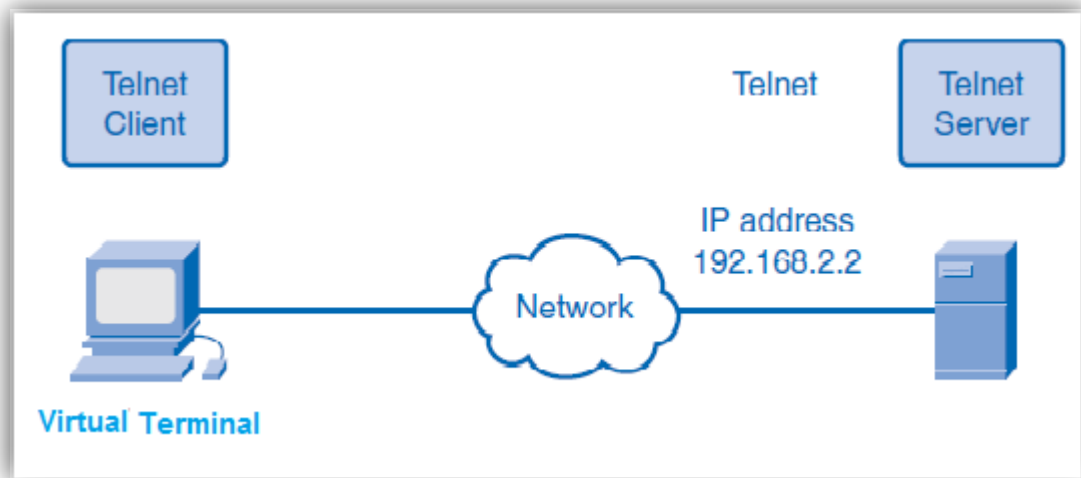 Telnet
Client
Telnet
Telnet
Server
IP address
192.168.2.2
Network
Virtual Terminal